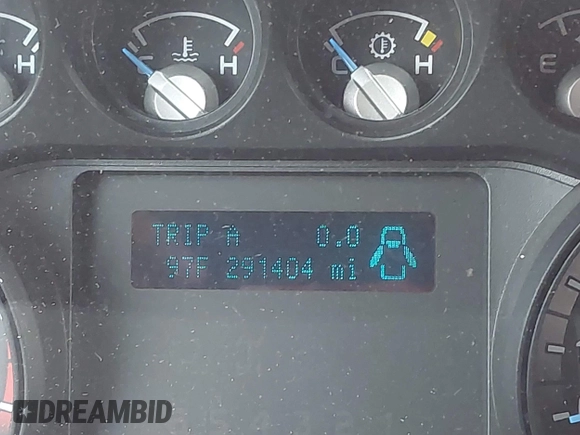 H
C H
C H
E
TRIP A 0.0
97F 291404 mi
DREAMBID